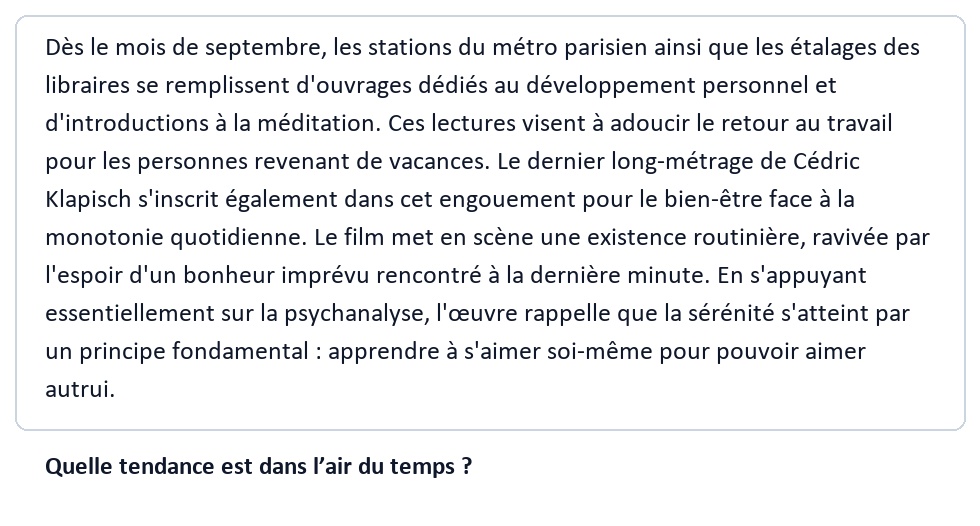 Dès le mois de septembre, les stations du métro parisien ainsi que les étalages des
libraires se remplissent d'ouvrages dédiés au développement personnel et
d'introductions à la méditation. Ces lectures visent à adoucir le retour au travail
pour les personnes revenant de vacances. Le dernier long-métrage de Cédric
Klapisch s'inscrit également dans cet engouement pour le bien-être face à la
monotonie quotidienne. Le film met en scène une existence routinière, ravivée par
l'espoir d'un bonheur imprévu rencontré à la dernière minute. En s'appuyant
essentiellement sur la psychanalyse, l'œuvre rappelle que la sérénité s'atteint par
un principe fondamental : apprendre à s'aimer soi-même pour pouvoir aimer
autrui.
Quelle tendance est dans l’air du temps ?